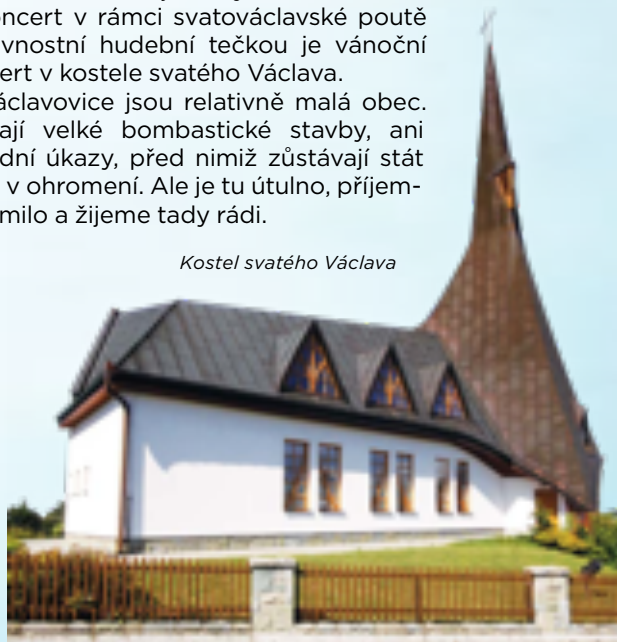 ncert v rámci svatováclavské poutě
vnostní hudební tečkou je vánoční
ert v kostele svatého Václava.
áclavovice jsou relativně malá obec.
ají velké bombastické stavby, ani
dní úkazy, před nimiž zůstávají stát
v ohromení. Ale je tu útulno, příjem-
milo a žijeme tady rádi.
Kostel svatého Václava